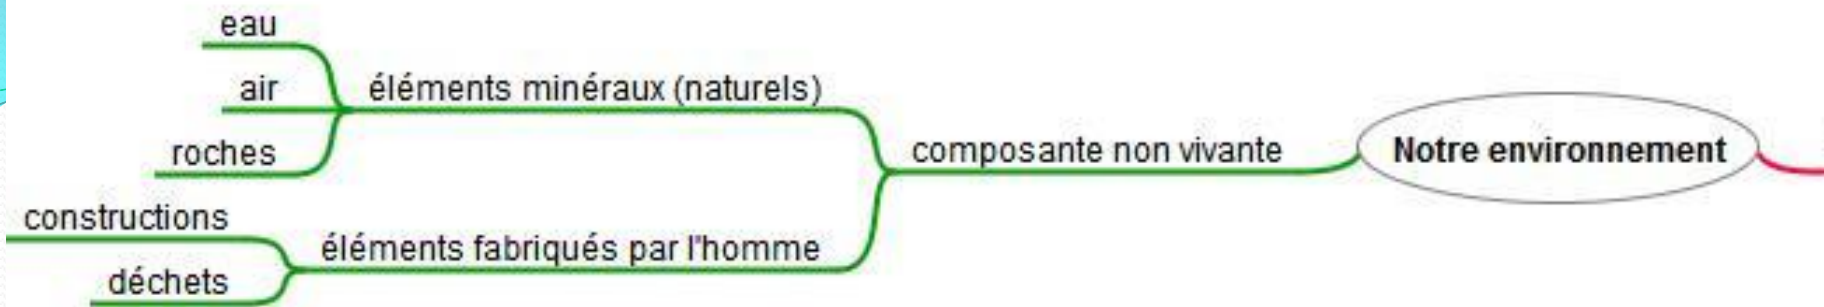 eau
air
éléments minéraux (naturels)
roches
composante non vivante
Notre environnement
constructions
éléments fabriqués par l'homme
déchets